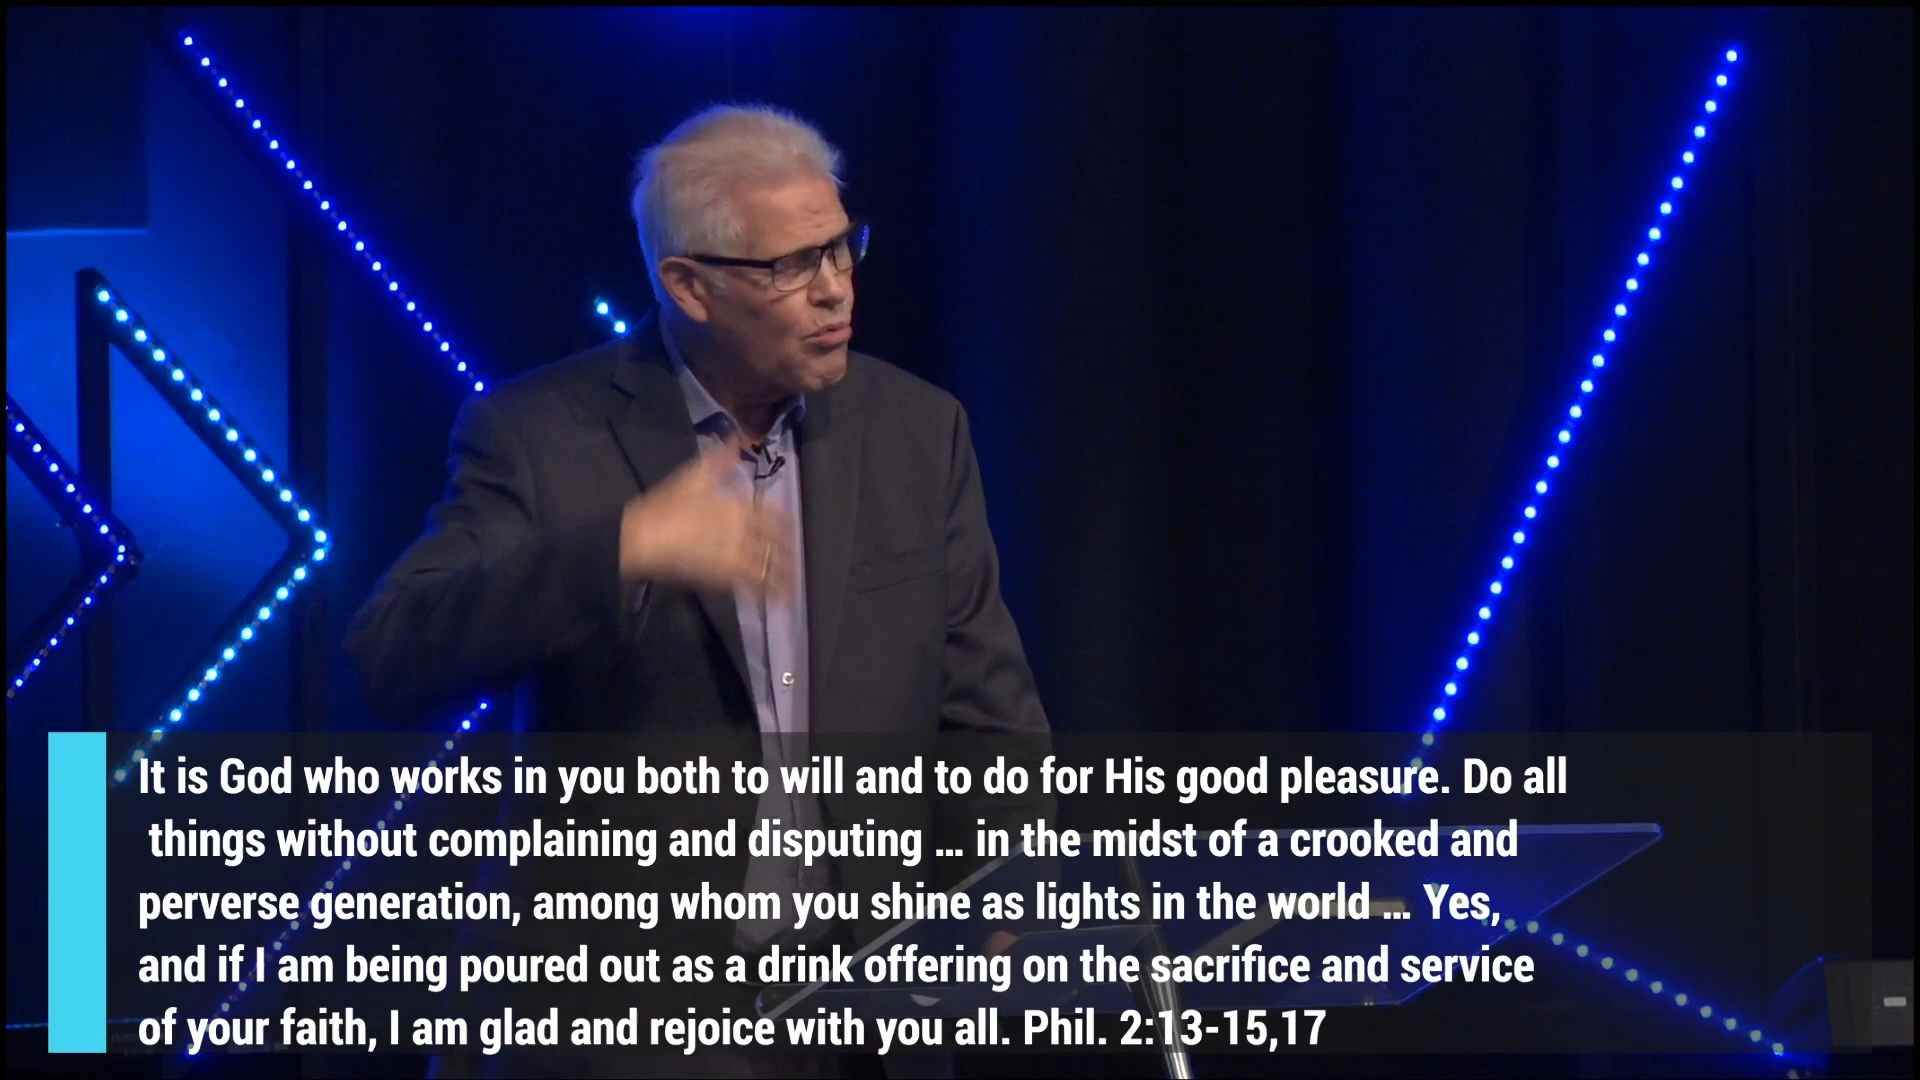 It is God who works in you both to will and to do for His good pleasure. Do all
things without complaining and disputing ... in the midst of a crooked and
perverse generation, among whom you shine as lights in the world ... Yes,
and if I am being poured out as a drink offering on the sacrifice and service
of your faith, I am glad and rejoice with you all. Phil. 2:13-15,17